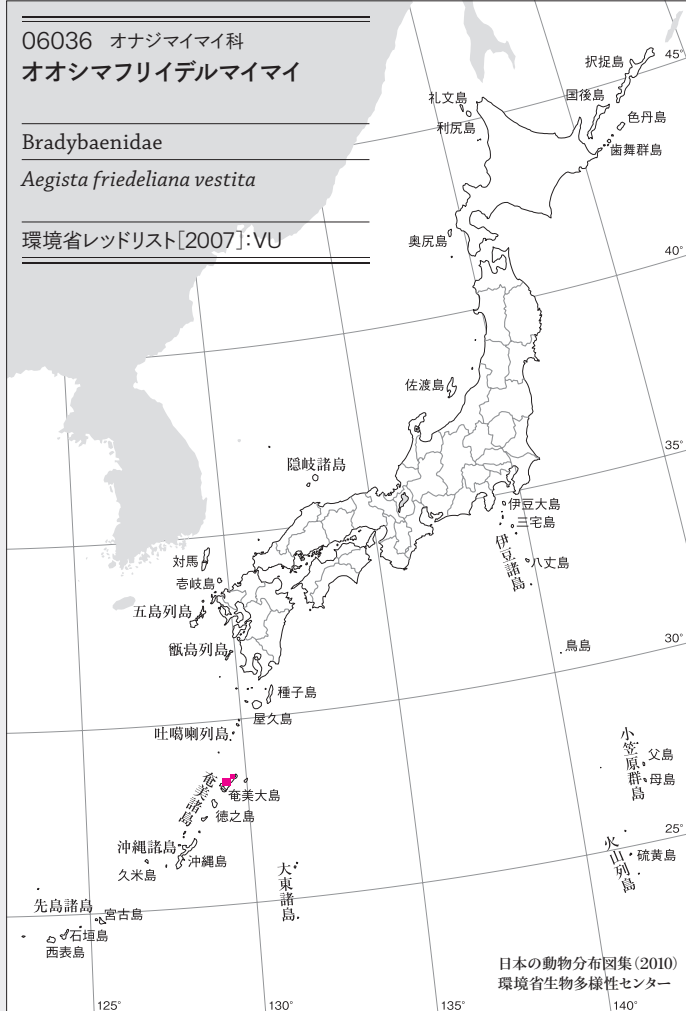 06036 オナジマイマイ科
オオシマフリイデルマイマイ
Bradybaenidae
Aegista friedeliana vestita
環境省レッドリスト[2007]:VU
択捉島
45°
礼文島
国後島
利尻島
色丹島
歯舞群島
奥尻島
40°
佐渡島
35°
隠岐諸島
伊豆大島
三宅島
伊豆諸島
八丈島
対馬
壱岐島
五島列島
甑島列島
鳥島
30°
種子島
屋久島
吐噶喇列島
小笠原群島
父島
母島
奄美諸島
奄美大島
徳之島
25°
沖縄諸島
沖縄島
久米島
火山列島
硫黄島
大東諸島
先島諸島
宮古島
石垣島
西表島
日本の動物分布図集(2010)
環境省生物多様性センター
125°
130°
135°
140°